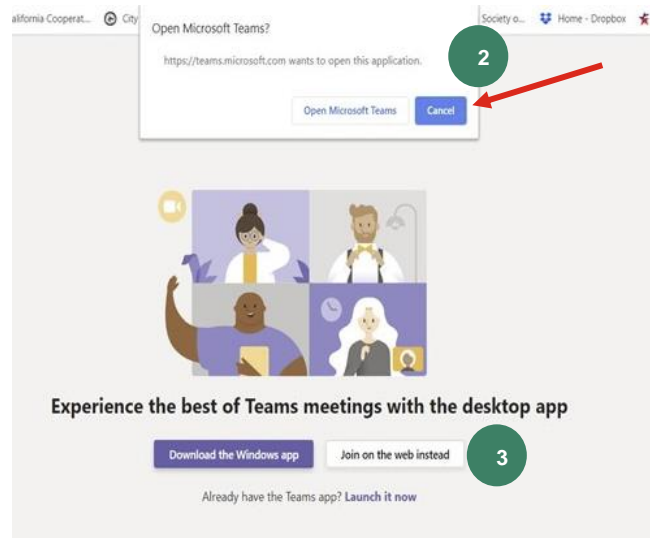 alifornia Cooperat... City Society o... Home - Dropbox
Open Microsoft Teams?
https://teams.microsoft.com wants to open this application.
2
Open Microsoft Teams Cancel
Experience the best of Teams meetings with the desktop app
Download the Windows app Join on the web instead 3
Already have the Teams app? Launch it now